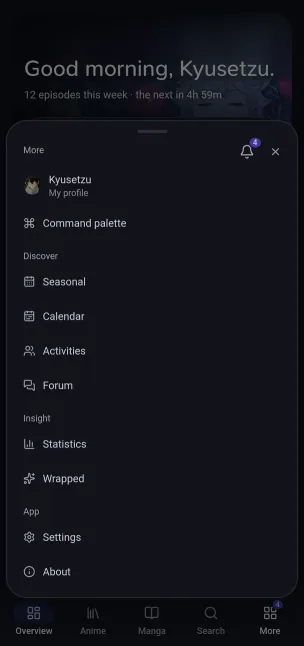 Good morning, Kyusetzu.
12 episodes this week · the next in 4h 59m
More
4
Kyusetzu
My profile
Command palette
Discover
Seasonal
Calendar
Activities
Forum
Insight
Statistics
Wrapped
App
Settings
About
4
Overview
Anime
Manga
Search
More